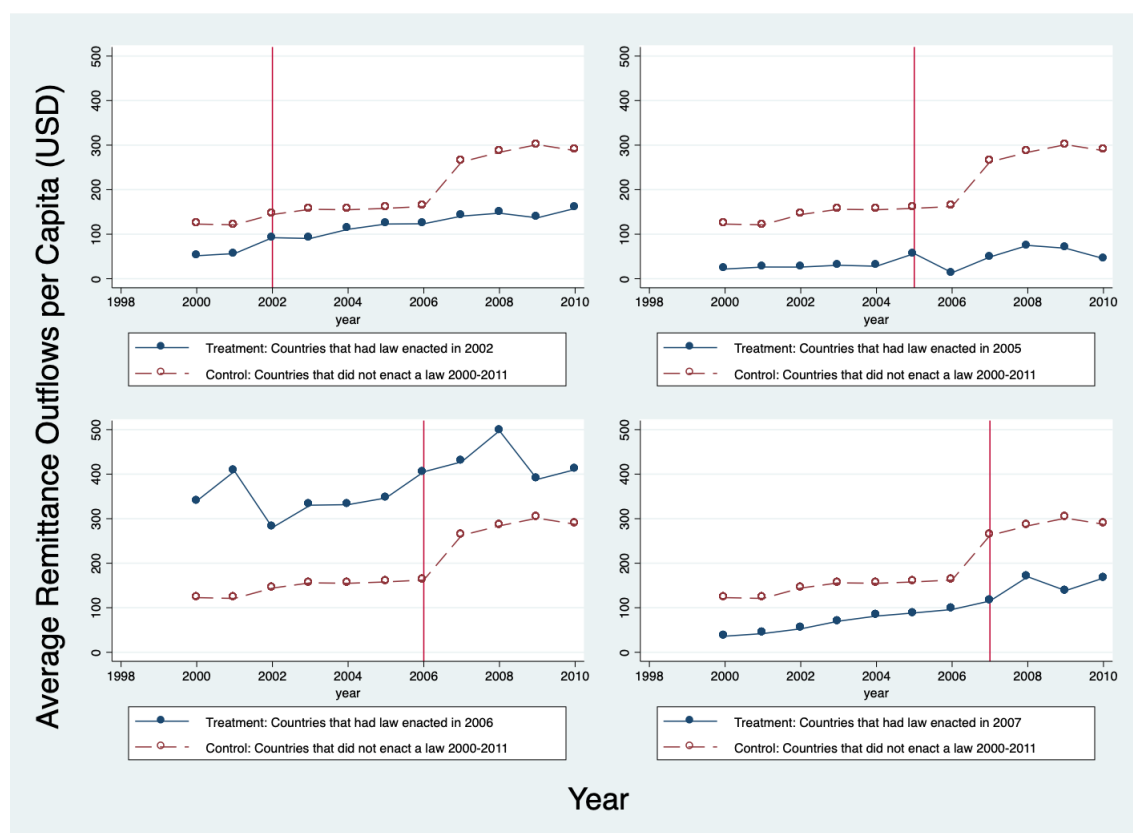 Average Remittance Outflows per Capita (USD)
500
400
300
200
100
0
1998 2000 2002 2004 2006 2008 2010
year
Treatment: Countries that had law enacted in 2002
Control: Countries that did not enact a law 2000-2011
500
400
300
200
100
0
1998 2000 2002 2004 2006 2008 2010
year
Treatment: Countries that had law enacted in 2005
Control: Countries that did not enact a law 2000-2011
500
400
300
200
100
0
1998 2000 2002 2004 2006 2008 2010
year
Treatment: Countries that had law enacted in 2006
Control: Countries that did not enact a law 2000-2011
500
400
300
200
100
0
1998 2000 2002 2004 2006 2008 2010
year
Treatment: Countries that had law enacted in 2007
Control: Countries that did not enact a law 2000-2011
Year